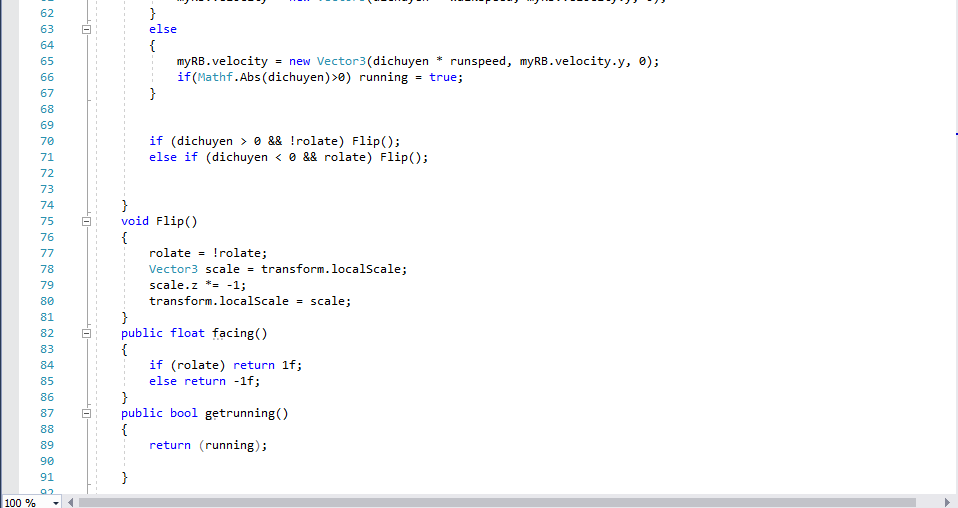 62 }
63 else
64 {
65 myRB.velocity = new Vector3(dichuyen * runspeed, myRB.velocity.y, 0);
66 if(Mathf.Abs(dichuyen)>0) running = true;
67 }
68
69
70 if (dichuyen > 0 && !rolate) Flip();
71 else if (dichuyen < 0 && rolate) Flip();
72
73
74 }
75 void Flip()
76 {
77 rolate = !rolate;
78 Vector3 scale = transform.localScale;
79 scale.z *= -1;
80 transform.localScale = scale;
81 }
82 public float facing()
83 {
84 if (rolate) return 1f;
85 else return -1f;
86 }
87 public bool getrunning()
88 {
89 return (running);
90
91 }
92
100 %